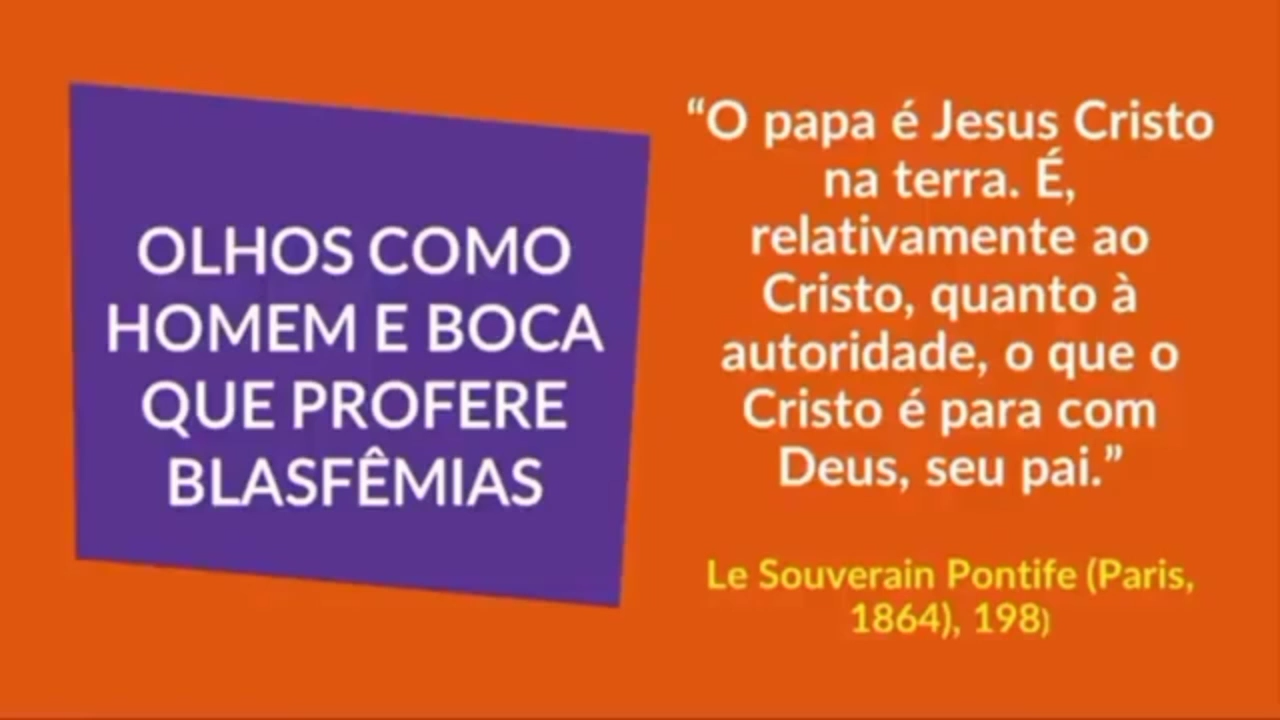 OLHOS COMO
HOMEM E BOCA
QUE PROFERE
BLASFÊMIAS
“O papa é Jesus Cristo
na terra. É,
relativamente ao
Cristo, quanto à
autoridade, o que o
Cristo é para com
Deus, seu pai.”
Le Souverain Pontife (Paris,
1864), 198)